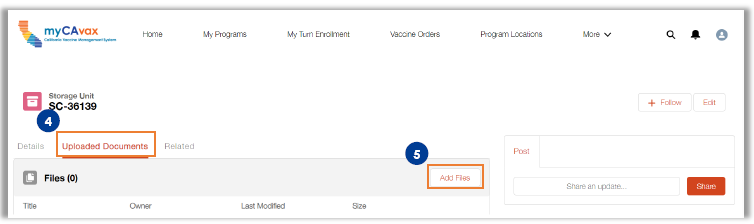 myCAvax
California Vaccine Management System
Home
My Programs
My Turn Enrollment
Vaccine Orders
Program Locations
More
Storage Unit
SC-36139
+ Follow
Edit
4
Details
Uploaded Documents
Related
5
Post
Files (0)
Add Files
Share an update...
Share
Title
Owner
Last Modified
Size